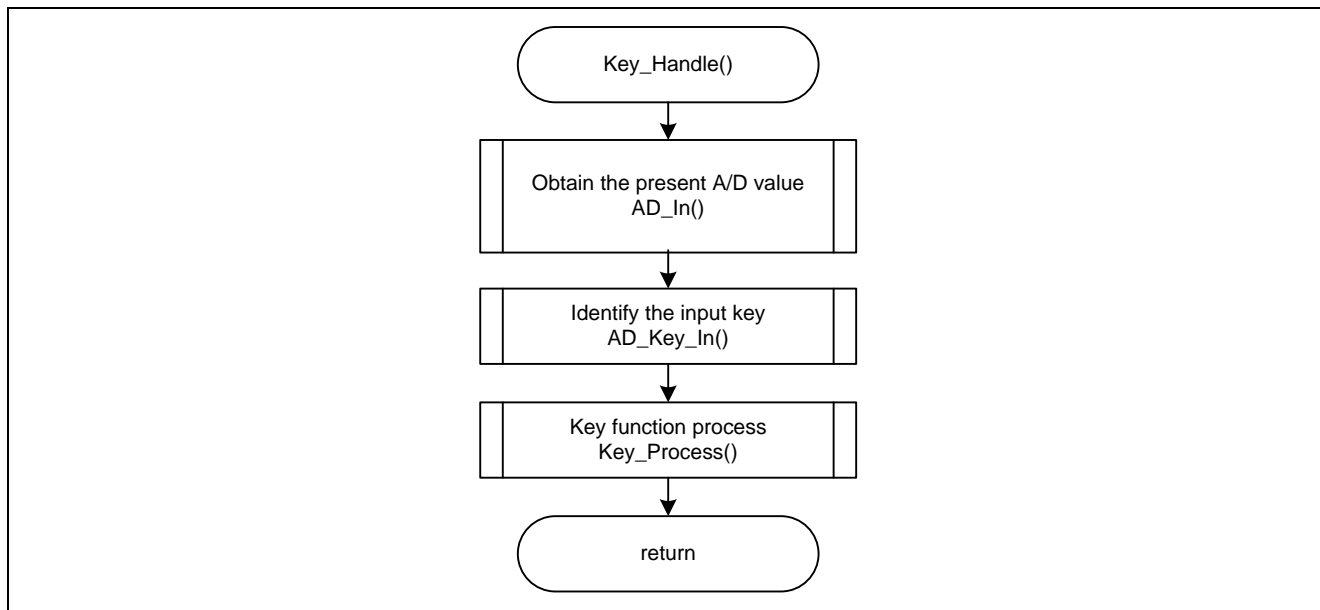 Key_Handle()
Obtain the present A/D value
AD_In()
Identify the input key
AD_Key_In()
Key function process
Key_Process()
return